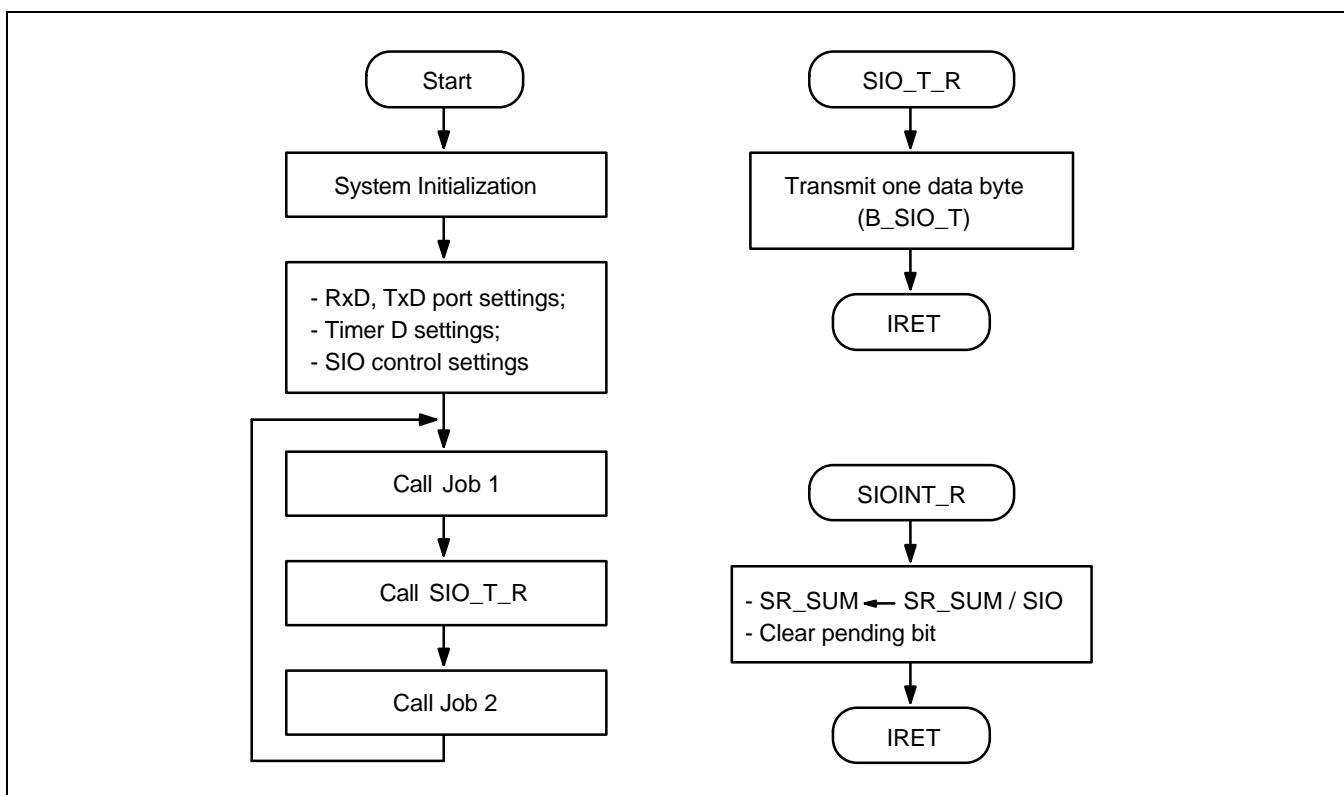 Start
System Initialization
- RxD, TxD port settings;
- Timer D settings;
- SIO control settings
Call Job 1
Call SIO_T_R
Call Job 2
SIO_T_R
Transmit one data byte
(B_SIO_T)
IRET
SIOINT_R
- SR_SUM ← SR_SUM / SIO
- Clear pending bit
IRET